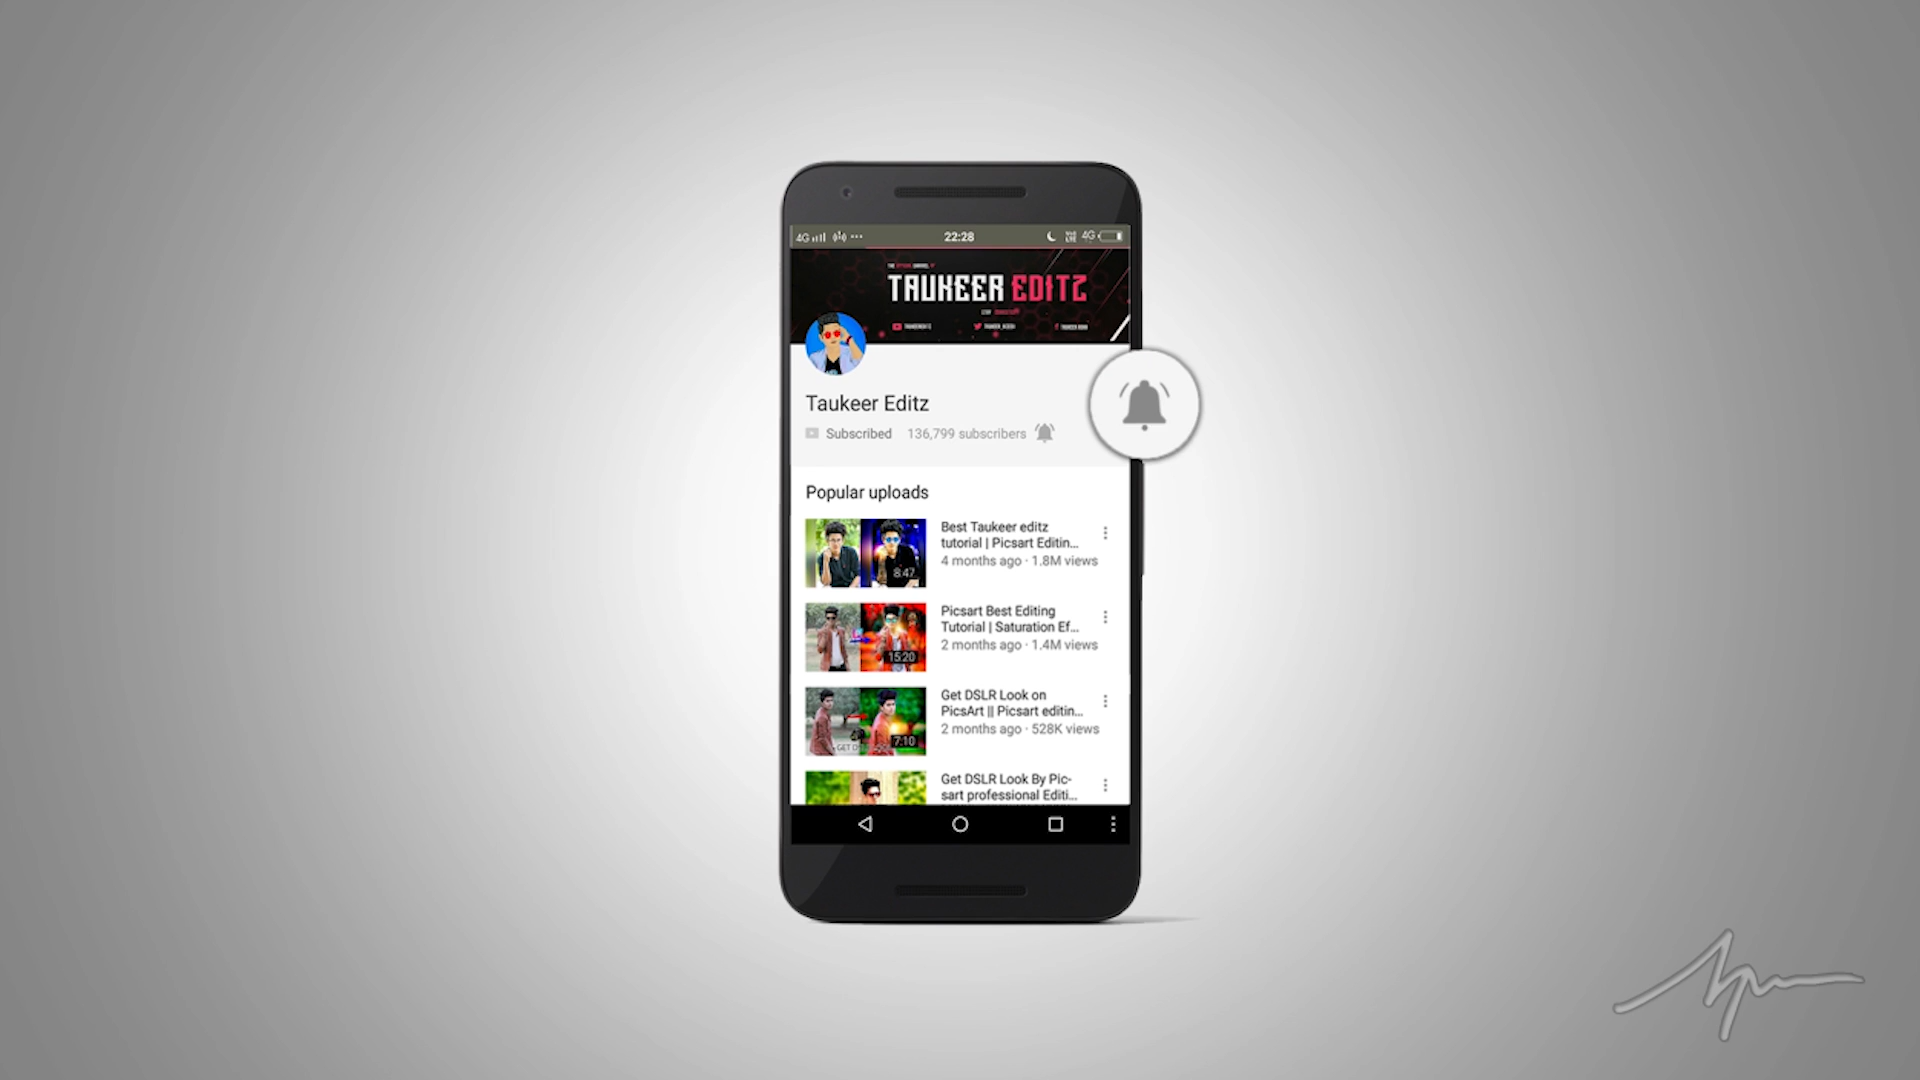 4G
22:28
4G
TAUKEER EDITZ
Taukeer Editz
Subscribed 136,799 subscribers
Popular uploads
Best Taukeer editz
tutorial | Picsart Editin...
4 months ago · 1.8M views
8:47
Picsart Best Editing
Tutorial | Saturation Ef...
2 months ago · 1.4M views
15:20
Get DSLR Look on
PicsArt || Picsart editin...
2 months ago · 528K views
7:10
Get DSLR Look By Pic-
sart professional Editi...